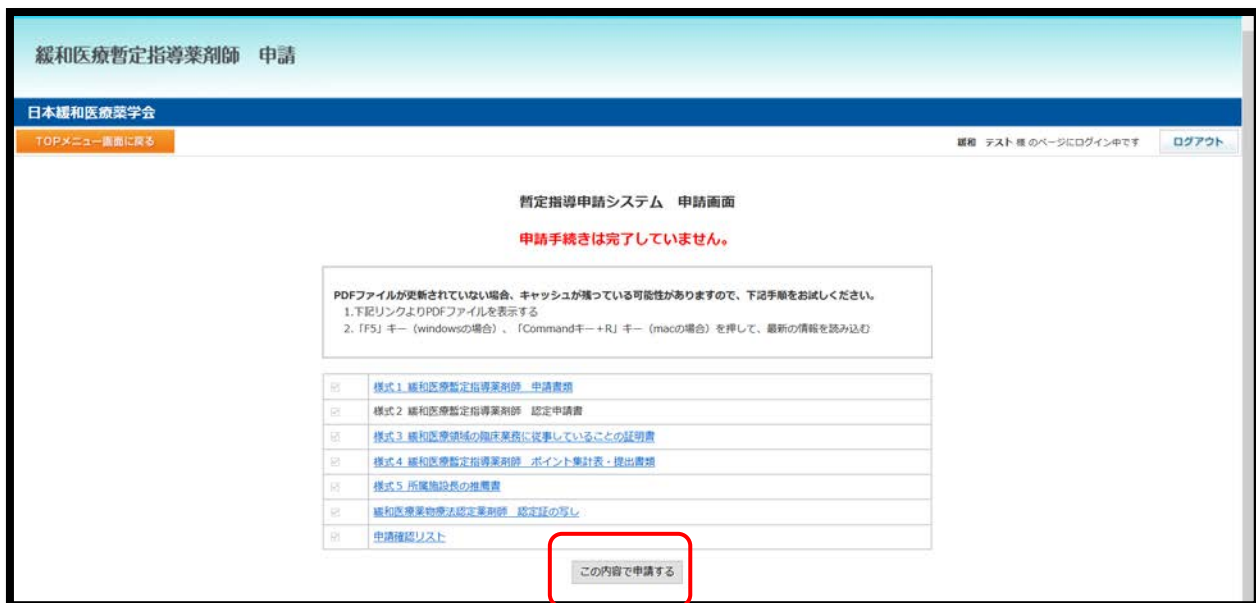 緩和医療暫定指導薬剤師　申請
日本緩和医療薬学会
TOPメニュー画面に戻る
緩和　テスト 様 のページにログイン中です
ログアウト
暫定指導申請システム　申請画面
申請手続きは完了していません。
PDFファイルが更新されていない場合、キャッシュが残っている可能性がありますので、下記手順をお試しください。
1.下記リンクよりPDFファイルを表示する
2.「F5」キー（windowsの場合）、「Commandキー+R」キー（macの場合）を押して、最新の情報を読み込む
様式１ 緩和医療暫定指導薬剤師　申請書類
様式２ 緩和医療暫定指導薬剤師　認定申請書
様式３ 緩和医療領域の臨床業務に従事していることの証明書
様式４ 緩和医療暫定指導薬剤師　ポイント集計表・提出書類
様式５ 所属施設長の推薦書
緩和医療薬物療法認定薬剤師　認定証の写し
申請確認リスト
この内容で申請する